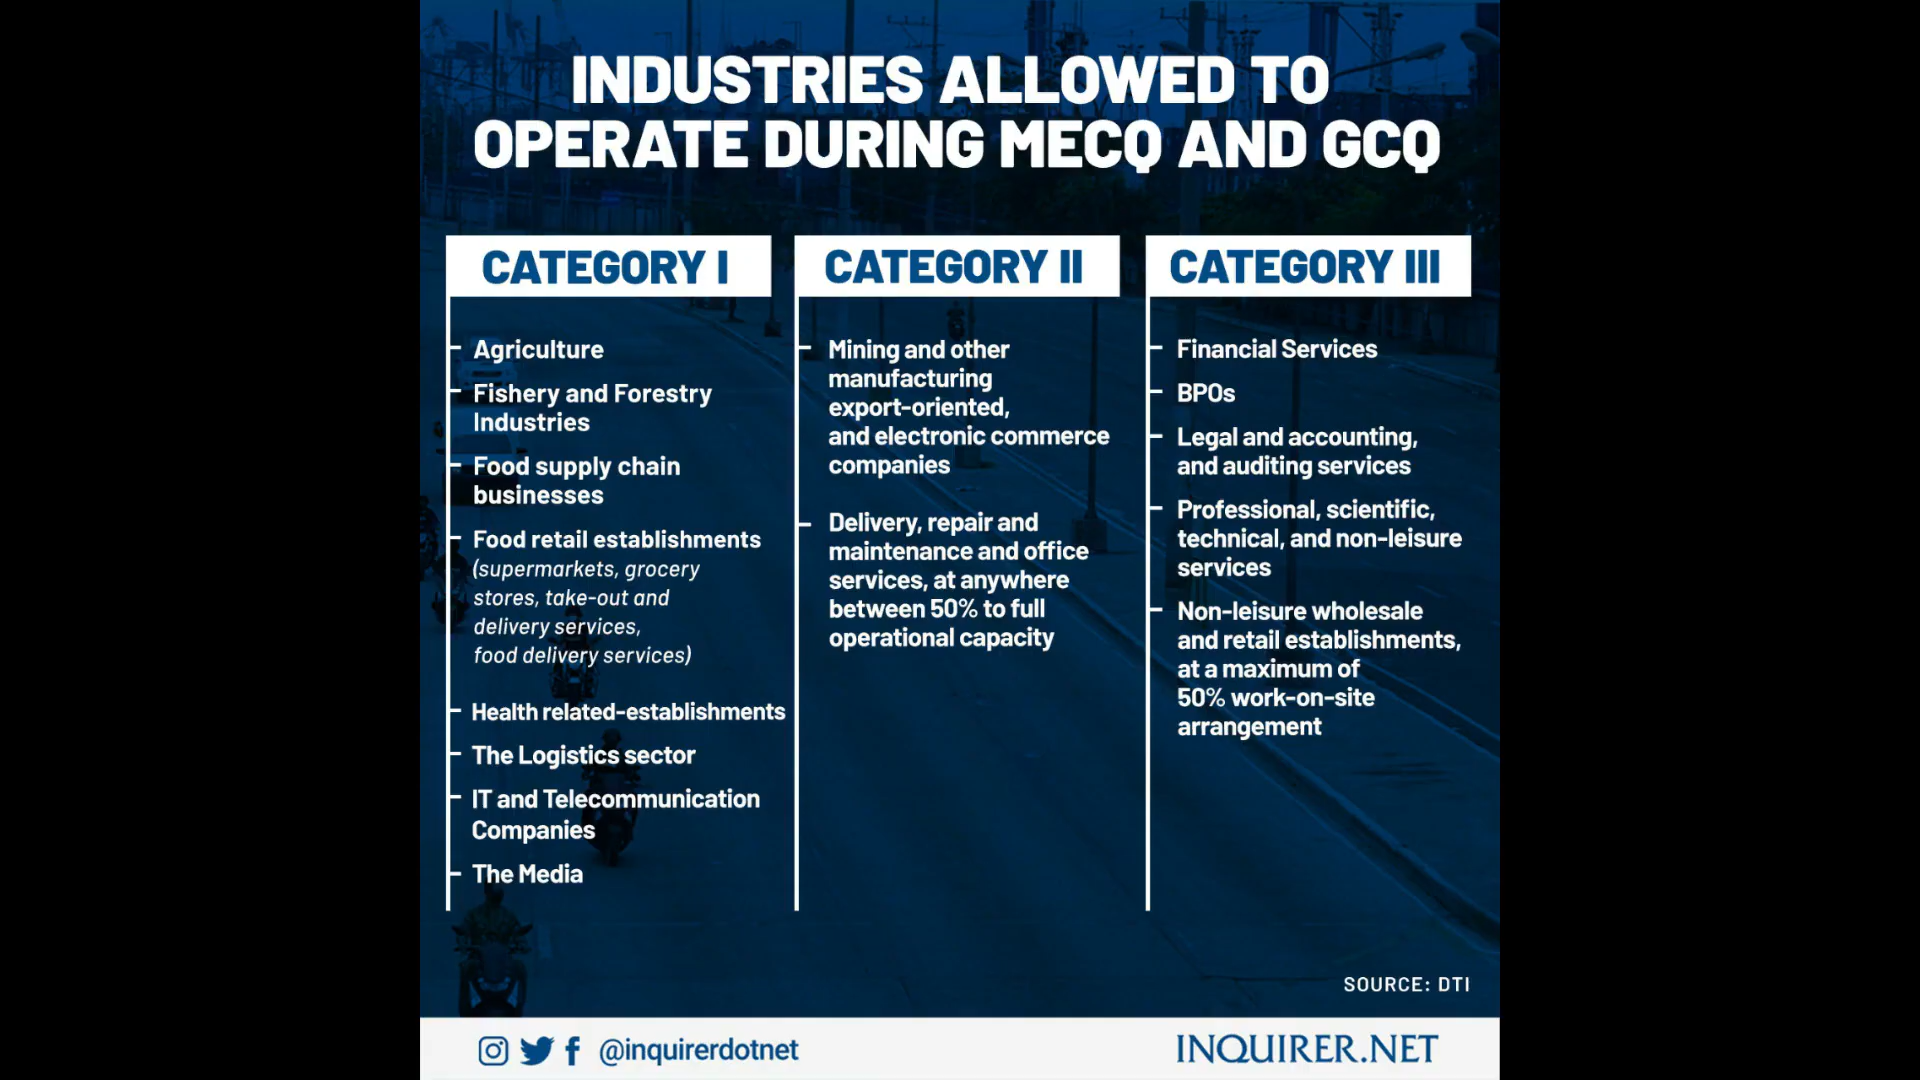 INDUSTRIES ALLOWED TO
OPERATE DURING MECQ AND GCQ
CATEGORY I
Agriculture
Fishery and Forestry
Industries
Food supply chain
businesses
Food retail establishments
(supermarkets, grocery
stores, take-out and
delivery services,
food delivery services)
Health related-establishments
The Logistics sector
IT and Telecommunication
Companies
The Media
CATEGORY II
Mining and other
manufacturing
export-oriented,
and electronic commerce
companies
Delivery, repair and
maintenance and office
services, at anywhere
between 50% to full
operational capacity
CATEGORY III
Financial Services
BPOs
Legal and accounting,
and auditing services
Professional, scientific,
technical, and non-leisure
services
Non-leisure wholesale
and retail establishments,
at a maximum of
50% work-on-site
arrangement
SOURCE: DTI
@inquirerdotnet
INQUIRER.NET